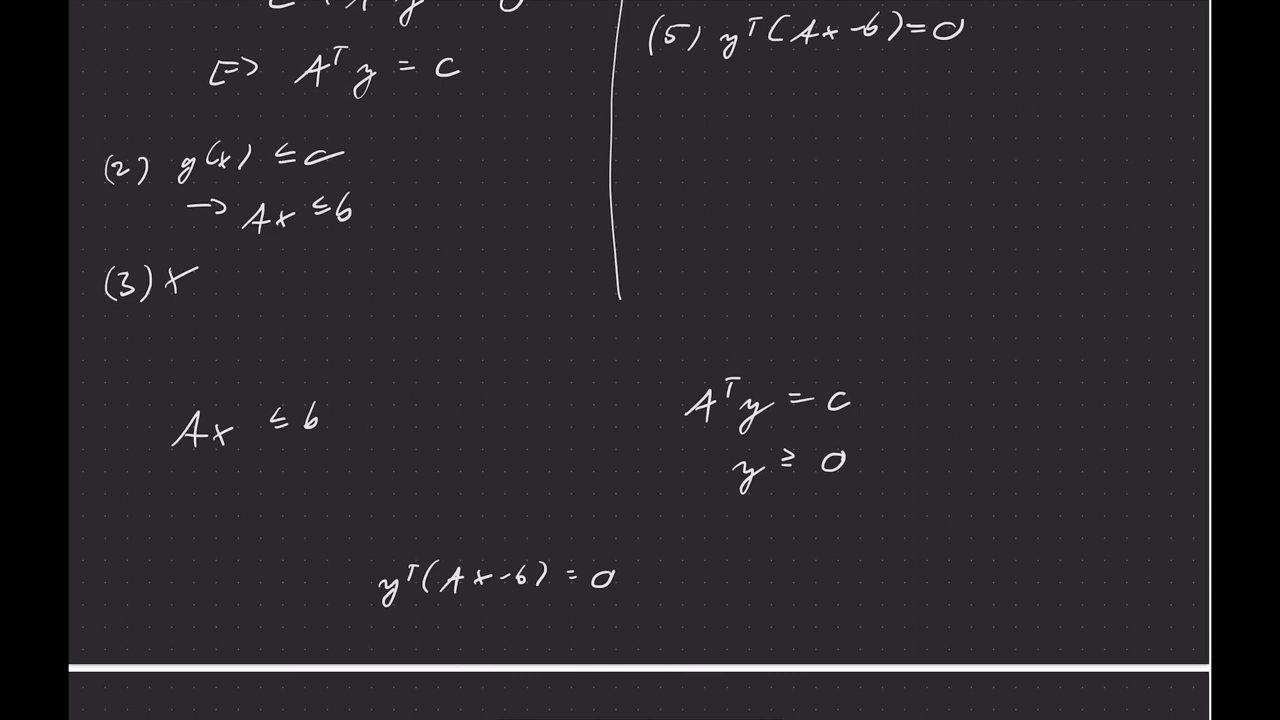 ⇔ Aᵀy = c
(2) g(x) ≤ 0
→ Ax ≤ b
(3) x
(5) yᵀ(Ax-b)=0
Ax ≤ b
Aᵀy = c
y ≥ 0
yᵀ(Ax-b) = 0